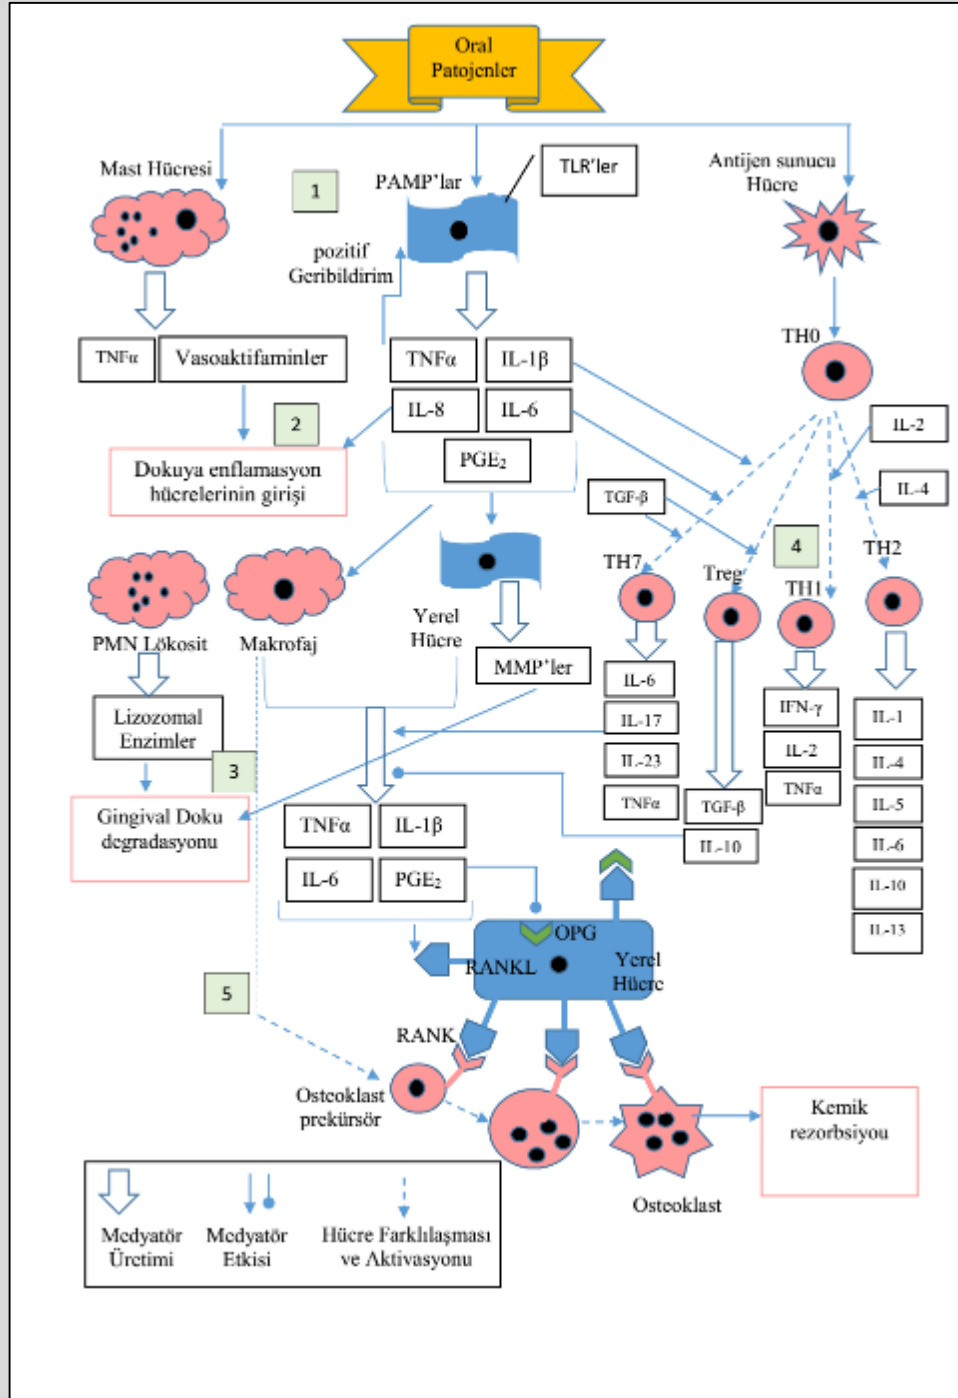 Oral
Patojenler
Mast Hücresi
1
PAMP'lar
TLR'ler
Antijen sunucu
Hücre
pozitif
Geribildirim
TH0
TNFα
Vasoaktifaminler
TNFα
IL-1β
IL-8
IL-6
PGE₂
IL-2
IL-4
2
Dokuya enflamasyon
hücrelerinin girişi
TGF-β
4
TH7
Treg
TH1
TH2
PMN Lökosit
Makrofaj
Yerel
Hücre
MMP'ler
Lizozomal
Enzimler
3
Gingival Doku
degradasyonu
IL-6
IL-17
IL-23
TNFα
TGF-β
IL-10
IFN-γ
IL-2
TNFα
IL-1
IL-4
IL-5
IL-6
IL-10
IL-13
TNFα
IL-1β
IL-6
PGE₂
OPG
RANKL
Yerel
Hücre
5
RANK
Osteoklast
prekürsör
Osteoklast
Kemik
rezorbsiyou
Medyatör
Üretimi
Medyatör
Etkisi
Hücre Farklılaşması
ve Aktivasyonu